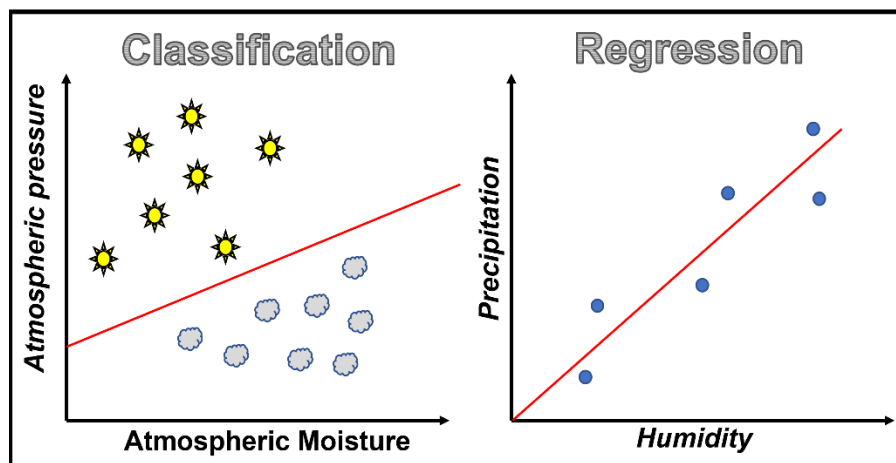 Classification
Regression
Atmospheric pressure
Atmospheric Moisture
Precipitation
Humidity